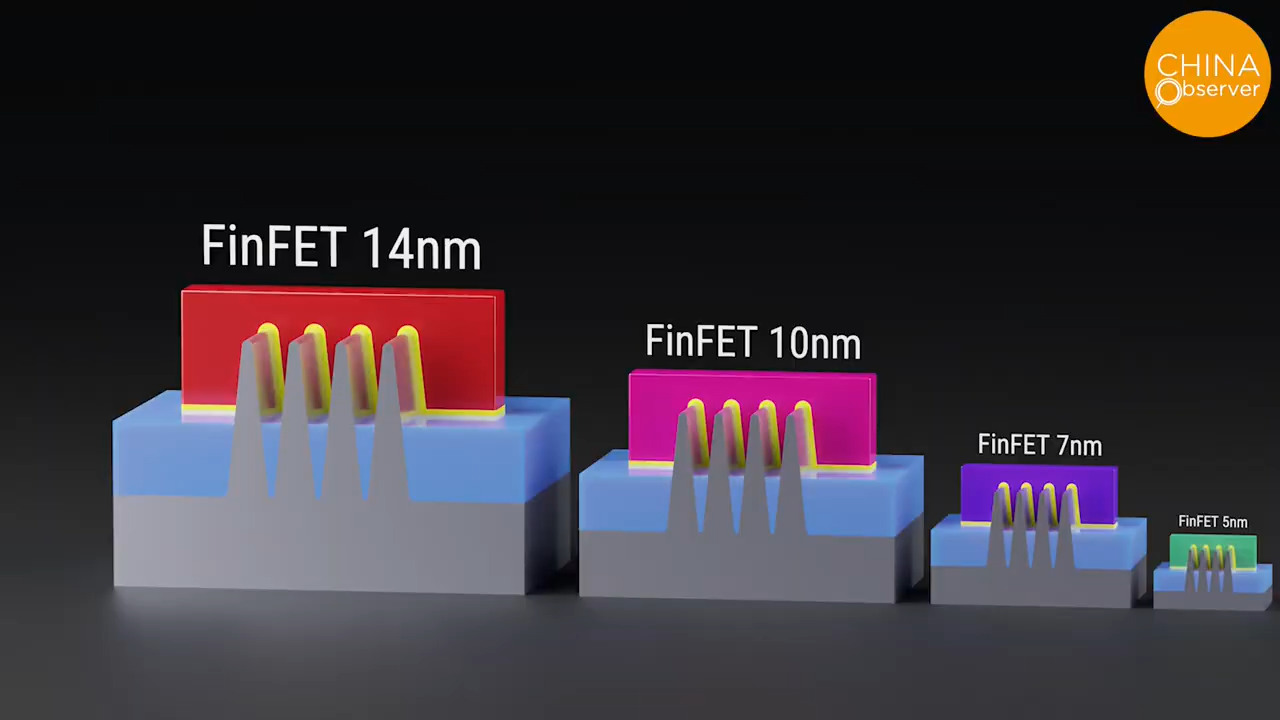 CHINA
Observer
FinFET 14nm
FinFET 10nm
FinFET 7nm
FinFET 5nm